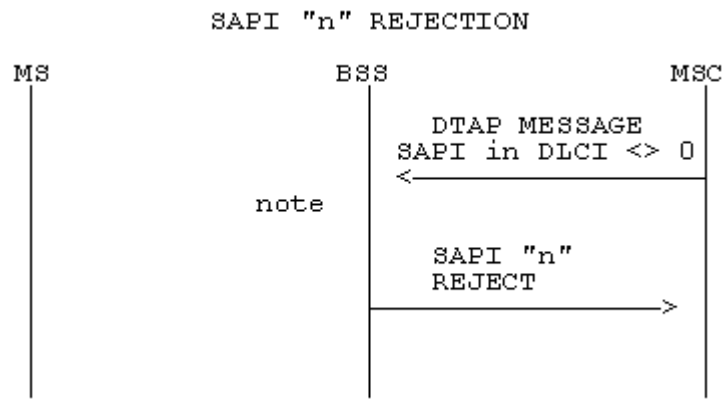 SAPI "n" REJECTION
MS BSS MSC
DTAP MESSAGE
SAPI in DLCI <> 0
note
SAPI "n"
REJECT